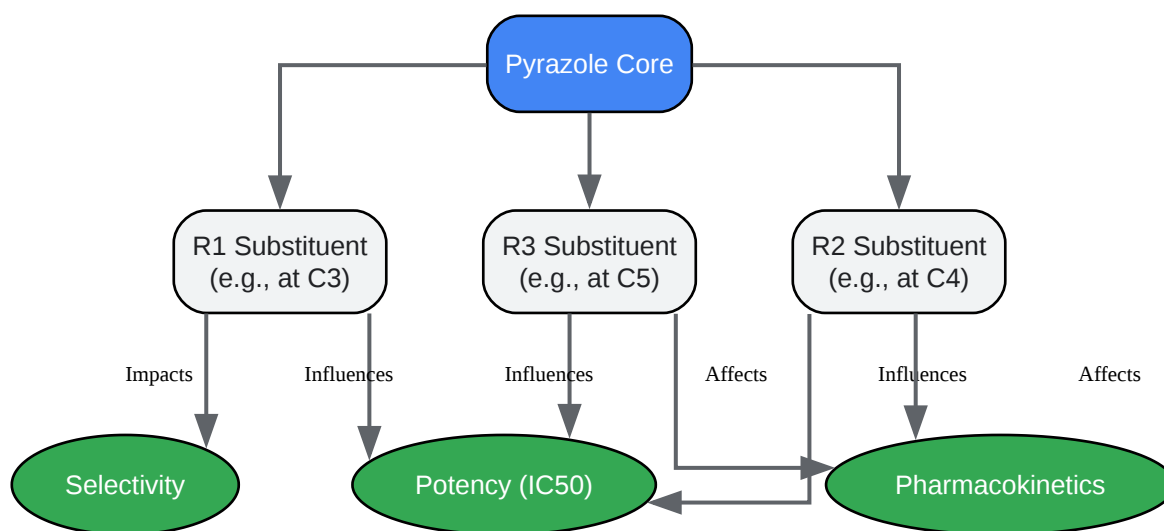 Pyrazole Core
R1 Substituent
(e.g., at C3)
R3 Substituent
(e.g., at C5)
R2 Substituent
(e.g., at C4)
Impacts
Influences
Influences
Affects
Influences
Affects
Selectivity
Potency (IC50)
Pharmacokinetics